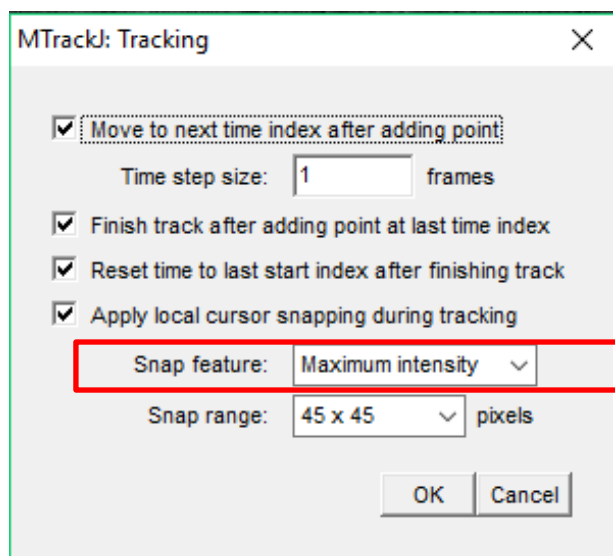 MTrackJ: Tracking
Move to next time index after adding point
Time step size: 1 frames
Finish track after adding point at last time index
Reset time to last start index after finishing track
Apply local cursor snapping during tracking
Snap feature: Maximum intensity
Snap range: 45 x 45 pixels
OK Cancel